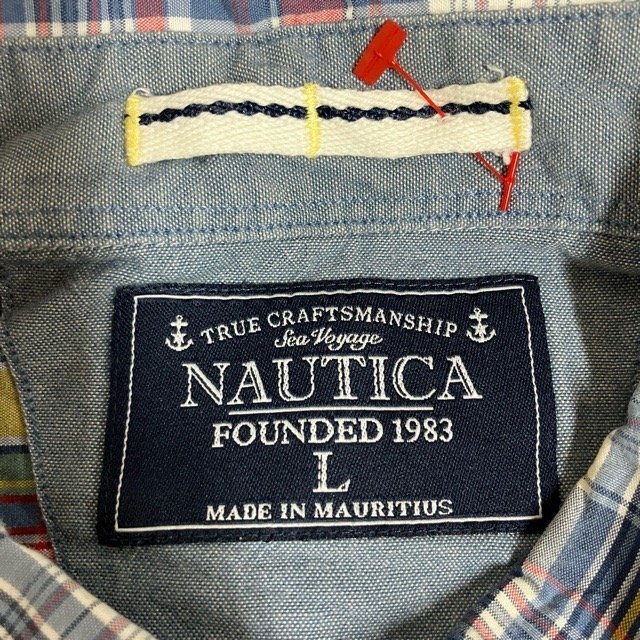 TRUE CRAFTSMANSHIP
Sea Voyage
NAUTICA
FOUNDED 1983
L
MADE IN MAURITIUS